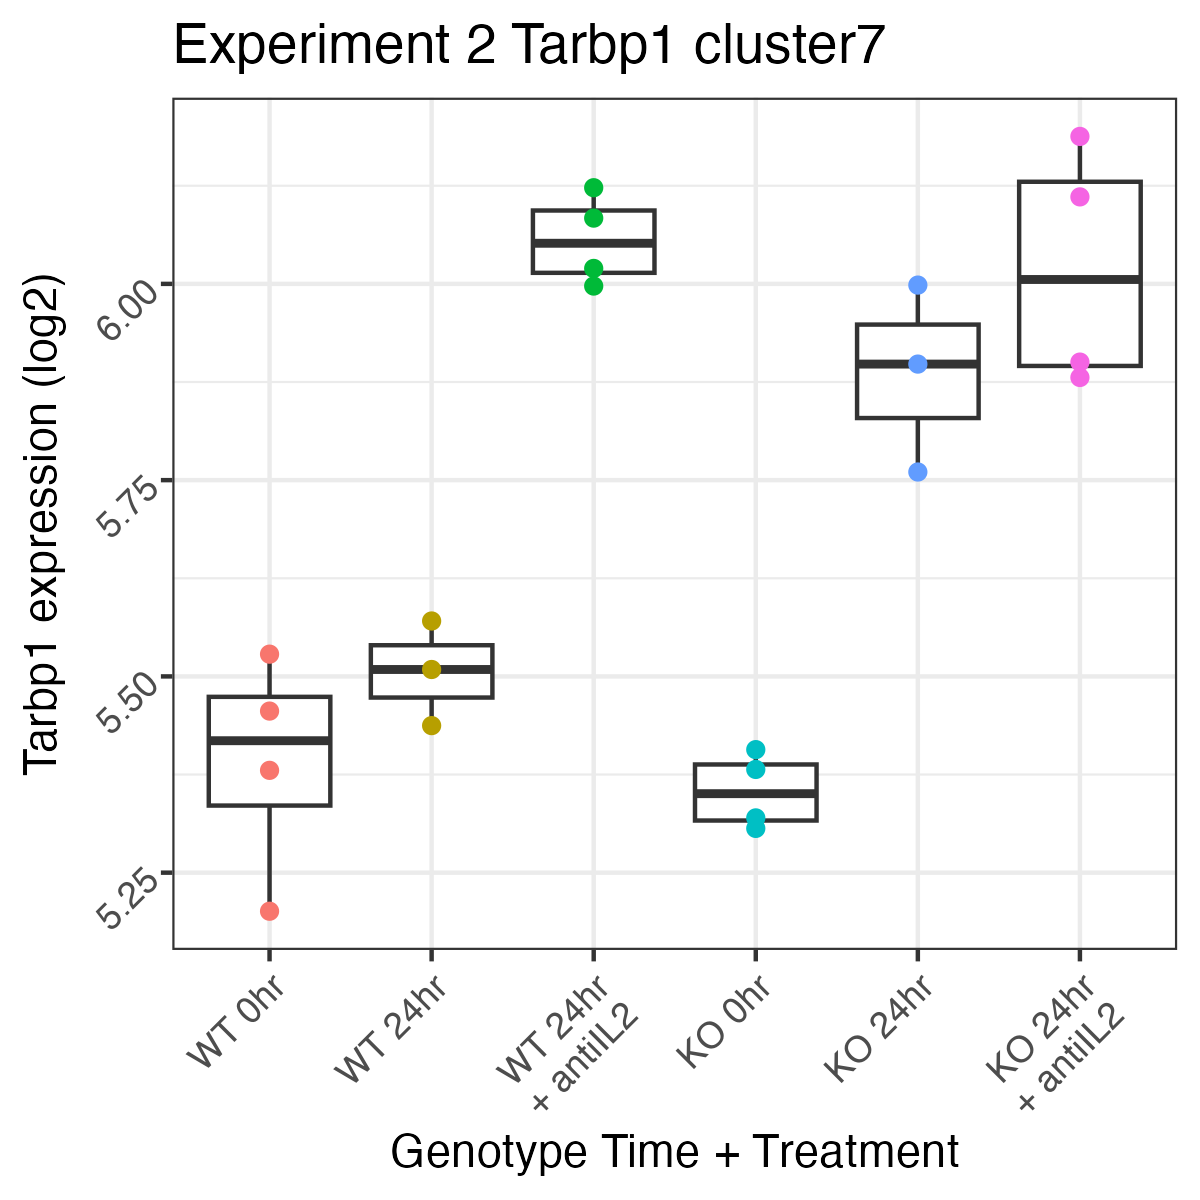 Experiment 2 Tarbp1 cluster7
Tarbp1 expression (log2)
6.00
5.75
5.50
5.25
WT 0hr
WT 24hr
WT 24hr
+ antiIL2
KO 0hr
KO 24hr
KO 24hr
+ antiIL2
Genotype Time + Treatment